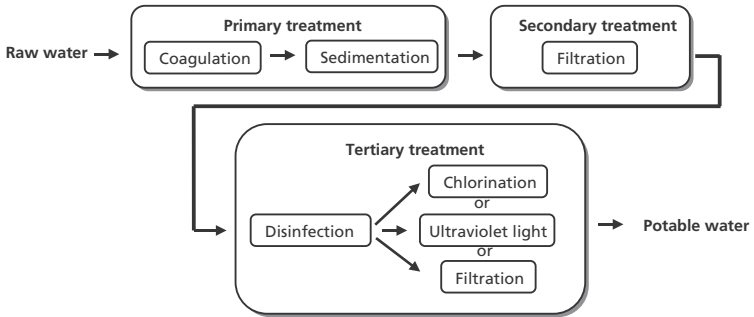 Primary treatment
Secondary treatment
Raw water
Coagulation
Sedimentation
Filtration
Tertiary treatment
Chlorination
or
Disinfection
Ultraviolet light
or
Filtration
Potable water